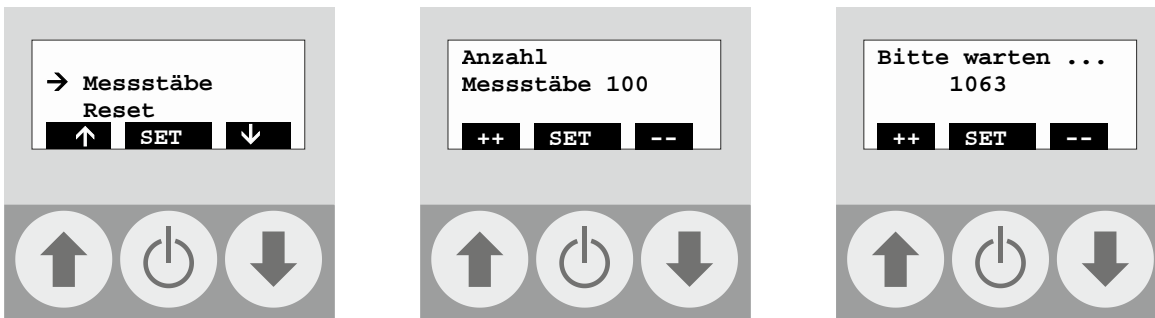 → Messstäbe
Reset
↑ SET ↓
Anzahl
Messstäbe 100
++ SET --
Bitte warten ...
1063
++ SET --